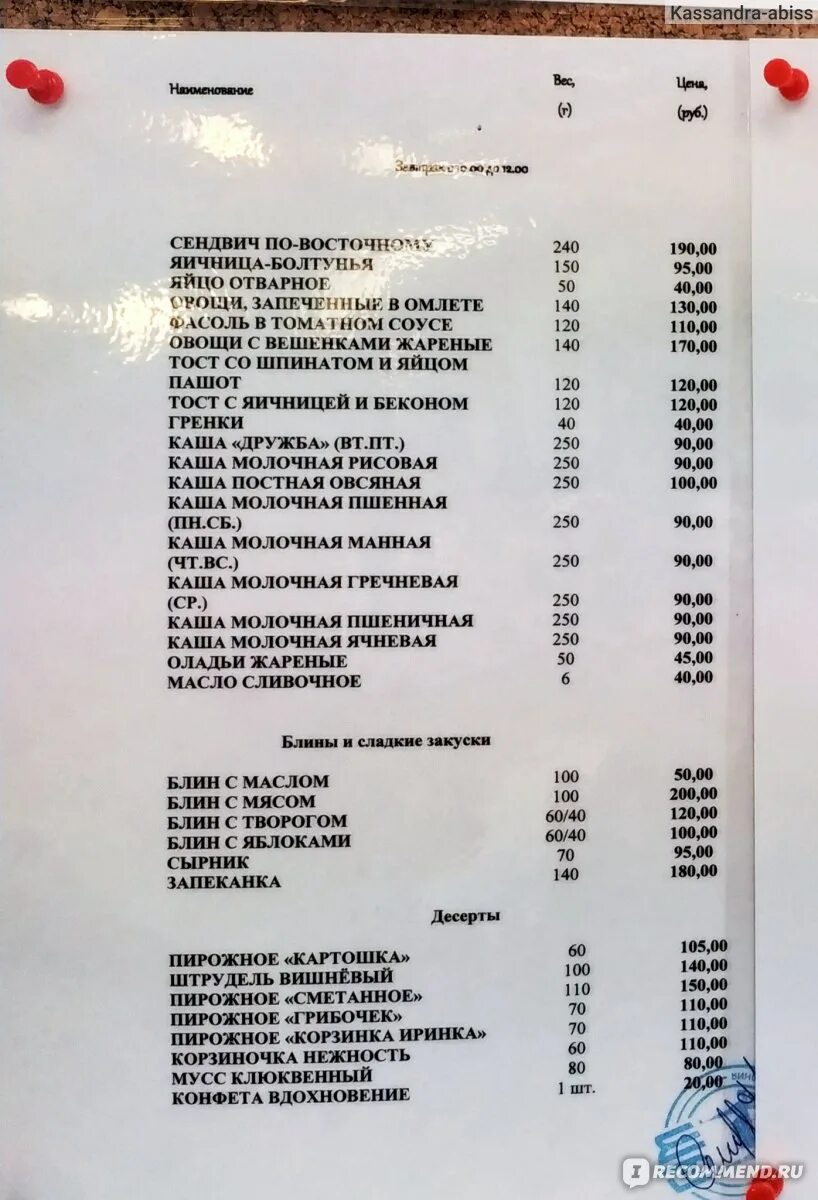 Kassandra-abiss
Наименование Вес, Цена,
(г) (руб.)
до 12.00
СЕНДВИЧ ПО-ВОСТОЧНОМУ 240 190,00
ЯИЧНИЦА-БОЛТУНЬЯ 150 95,00
ЯЙЦО ОТВАРНОЕ 50 40,00
ОВОЩИ, ЗАПЕЧЕННЫЕ В ОМЛЕТЕ 140 130,00
ФАСОЛЬ В ТОМАТНОМ СОУСЕ 120 110,00
ОВОЩИ С ВЕШЕНКАМИ ЖАРЕНЫЕ 140 170,00
ТОСТ СО ШПИНАТОМ И ЯЙЦОМ
ПАШОТ 120 120,00
ТОСТ С ЯИЧНИЦЕЙ И БЕКОНОМ 120 120,00
ГРЕНКИ 40 40,00
КАША «ДРУЖБА» (ВТ.ПТ.) 250 90,00
КАША МОЛОЧНАЯ РИСОВАЯ 250 90,00
КАША ПОСТНАЯ ОВСЯНАЯ 250 100,00
КАША МОЛОЧНАЯ ПШЕННАЯ
(ПН.СБ.) 250 90,00
КАША МОЛОЧНАЯ МАННАЯ
(ЧТ.ВС.) 250 90,00
КАША МОЛОЧНАЯ ГРЕЧНЕВАЯ
(СР.) 250 90,00
КАША МОЛОЧНАЯ ПШЕНИЧНАЯ 250 90,00
КАША МОЛОЧНАЯ ЯЧНЕВАЯ 250 90,00
ОЛАДЬИ ЖАРЕНЫЕ 50 45,00
МАСЛО СЛИВОЧНОЕ 6 40,00
Блины и сладкие закуски
БЛИН С МАСЛОМ 100 50,00
БЛИН С МЯСОМ 100 200,00
БЛИН С ТВОРОГОМ 60/40 120,00
БЛИН С ЯБЛОКАМИ 60/40 100,00
СЫРНИК 70 95,00
ЗАПЕКАНКА 140 180,00
Десерты
ПИРОЖНОЕ «КАРТОШКА» 60 105,00
ШТРУДЕЛЬ ВИШНЁВЫЙ 100 140,00
ПИРОЖНОЕ «СМЕТАННОЕ» 110 150,00
ПИРОЖНОЕ «ГРИБОЧЕК» 70 110,00
ПИРОЖНОЕ «КОРЗИНКА ИРИНКА» 70 110,00
КОРЗИНОЧКА НЕЖНОСТЬ 60 110,00
МУСС КЛЮКВЕННЫЙ 80 80,00
КОНФЕТА ВДОХНОВЕНИЕ 1 шт. 20,00
IRECOMMEND.RU